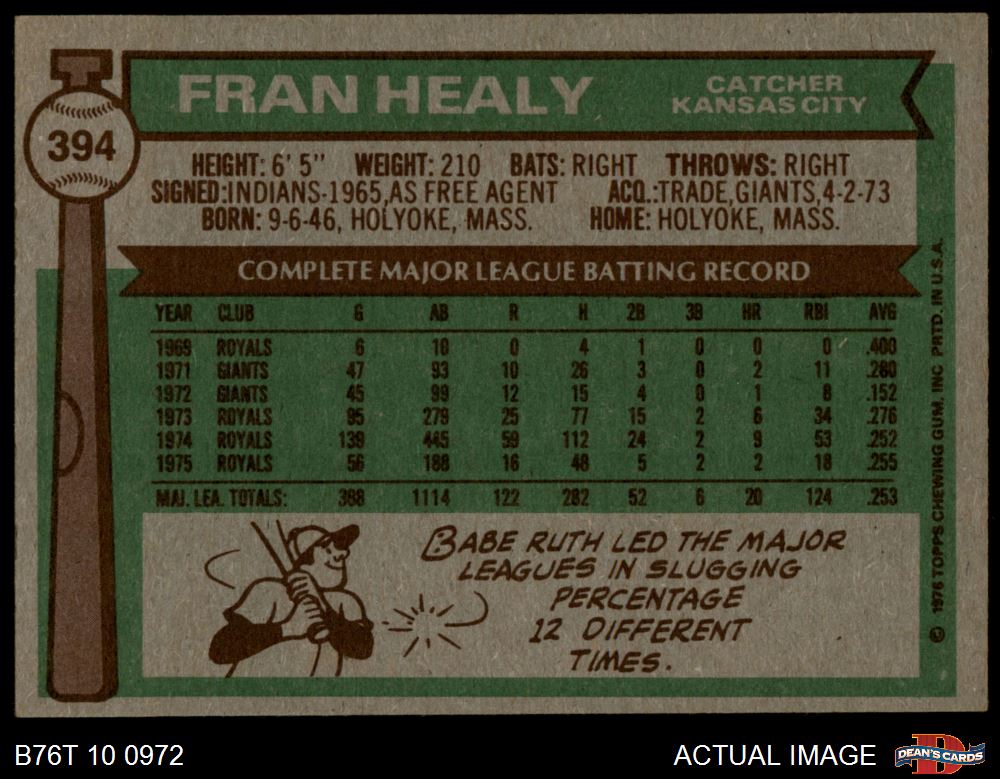 FRAN HEALY
CATCHER
KANSAS CITY
394
HEIGHT: 6' 5" WEIGHT: 210 BATS: RIGHT THROWS: RIGHT
SIGNED:INDIANS-1965,AS FREE AGENT ACQ.:TRADE,GIANTS,4-2-73
BORN: 9-6-46, HOLYOKE, MASS. HOME: HOLYOKE, MASS.
COMPLETE MAJOR LEAGUE BATTING RECORD
YEAR CLUB G AB R H 2B 3B HR RBI AVG
1969 ROYALS 6 10 0 4 1 0 0 0 .400
1971 GIANTS 47 93 10 26 3 0 2 11 .280
1972 GIANTS 45 99 12 15 4 0 1 8 .152
1973 ROYALS 95 279 25 77 15 2 6 34 .276
1974 ROYALS 139 445 59 112 24 2 9 53 .252
1975 ROYALS 56 188 16 48 5 2 2 18 .255
MAJ. LEA. TOTALS: 388 1114 122 282 52 6 20 124 .253
BABE RUTH LED THE MAJOR
LEAGUES IN SLUGGING
PERCENTAGE
12 DIFFERENT
TIMES.
© 1976 TOPPS CHEWING GUM, INC PRTD. IN U.S.A.
B76T 10 0972
ACTUAL IMAGE
DEAN'S CARDS